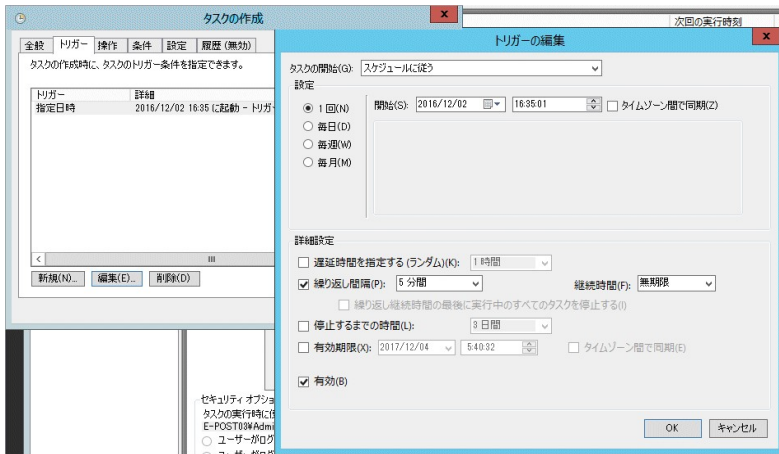 タスクの作成
x
次回の実行時刻
全般 トリガー 操作 条件 設定 履歴 (無効)
タスクの作成時に、タスクのトリガー条件を指定できます。
トリガー 詳細
指定日時 2016/12/02 16:35 に起動 - トリガ
新規(N)... 編集(E)... 削除(D)
トリガーの編集
x
タスクの開始(G): スケジュールに従う
設定
1 回(N)
毎日(D)
毎週(W)
毎月(M)
開始(S): 2016/12/02 16:35:01 タイムゾーン間で同期(Z)
詳細設定
遅延時間を指定する (ランダム)(K): 1 時間
繰り返し間隔(P): 5 分間 継続時間(F): 無期限
繰り返し継続時間の最後に実行中のすべてのタスクを停止する(I)
停止するまでの時間(L): 3 日間
有効期限(X): 2017/12/04 5:40:32 タイムゾーン間で同期(E)
有効(B)
OK キャンセル
セキュリティ オプショ
タスクの実行時に使
E-POST03¥Admi
ユーザーがログ